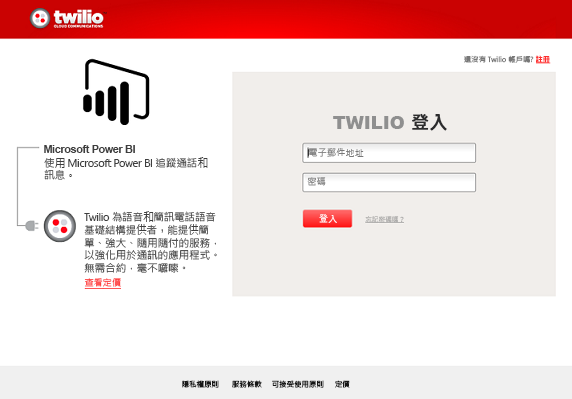 twilio
CLOUD COMMUNICATIONS
還沒有 Twilio 帳戶嗎? 註冊
Microsoft Power BI
使用 Microsoft Power BI 追蹤通話和
訊息。
Twilio 為語音和簡訊電話語音
基礎結構提供者，能提供簡
單、強大、隨用隨付的服務，
以強化用於通訊的應用程式。
無需合約，毫不囉嗦。
查看定價
TWILIO 登入
電子郵件地址
密碼
登入
忘記密碼嗎？
隱私權原則 服務條款 可接受使用原則 定價